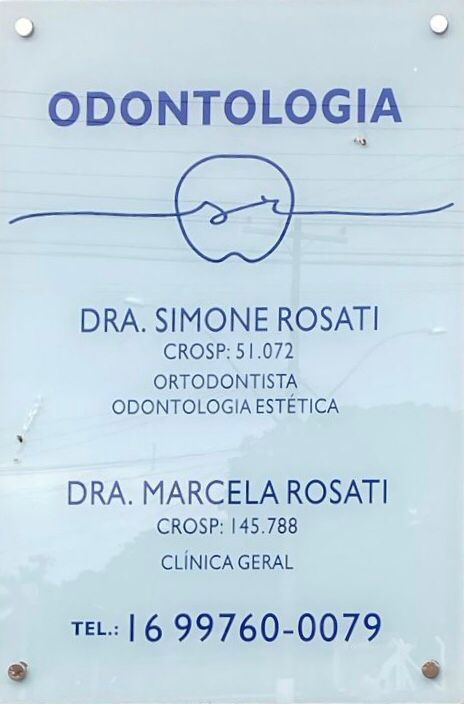 ODONTOLOGIA
sr
DRA. SIMONE ROSATI
CROSP: 51.072
ORTODONTISTA
ODONTOLOGIA ESTÉTICA
DRA. MARCELA ROSATI
CROSP: 145.788
CLÍNICA GERAL
TEL.: 16 99760-0079